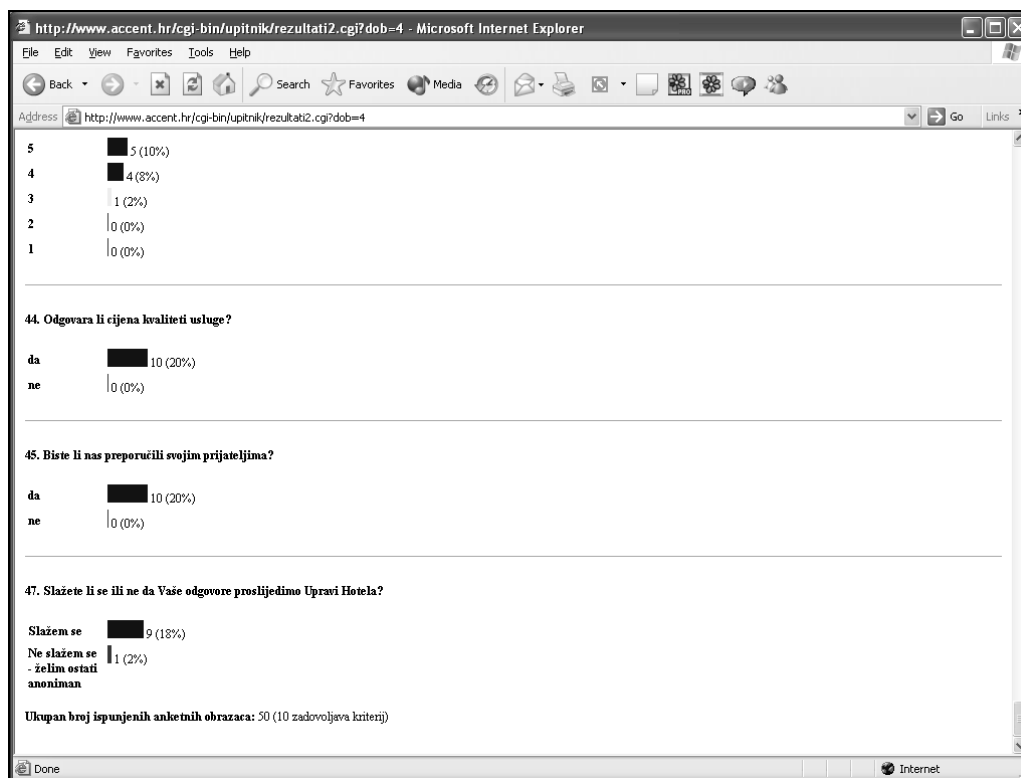 http://www.accent.hr/cgi-bin/upitnik/rezultati2.cgi?dob=4 - Microsoft Internet Explorer
File Edit View Favorites Tools Help
Back Search Favorites Media
Address http://www.accent.hr/cgi-bin/upitnik/rezultati2.cgi?dob=4 Go Links
5 5 (10%)
4 4 (8%)
3 1 (2%)
2 0 (0%)
1 0 (0%)
44. Odgovara li cijena kvaliteti usluge?
da 10 (20%)
ne 0 (0%)
45. Biste li nas preporučili svojim prijateljima?
da 10 (20%)
ne 0 (0%)
47. Slažete li se ili ne da Vaše odgovore proslijedimo Upravi Hotela?
Slažem se 9 (18%)
Ne slažem se 1 (2%)
- želim ostati
anoniman
Ukupan broj ispunjenih anketnih obrazaca: 50 (10 zadovoljava kriterij)
Done Internet